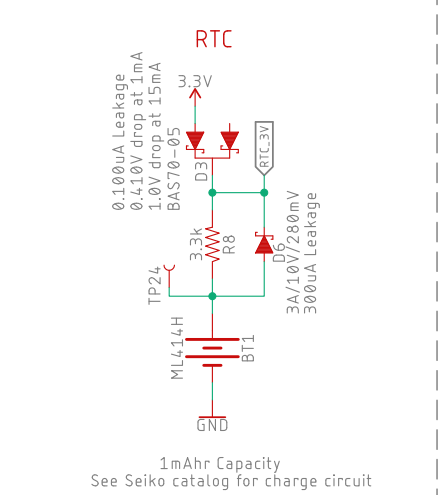 RTC
3.3V
0.100uA Leakage
0.410V drop at 1mA
1.0V drop at 15mA
BAS70-05
D3
RTC_3V
3.3k
R8
D6
3A/10V/280mV
300uA Leakage
TP24
ML414H
BT1
GND
1mAhr Capacity
See Seiko catalog for charge circuit